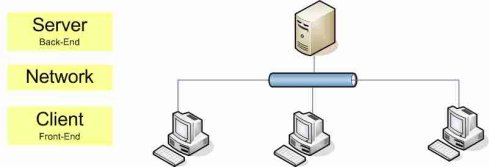 Server
Back-End
Network
Client
Front-End